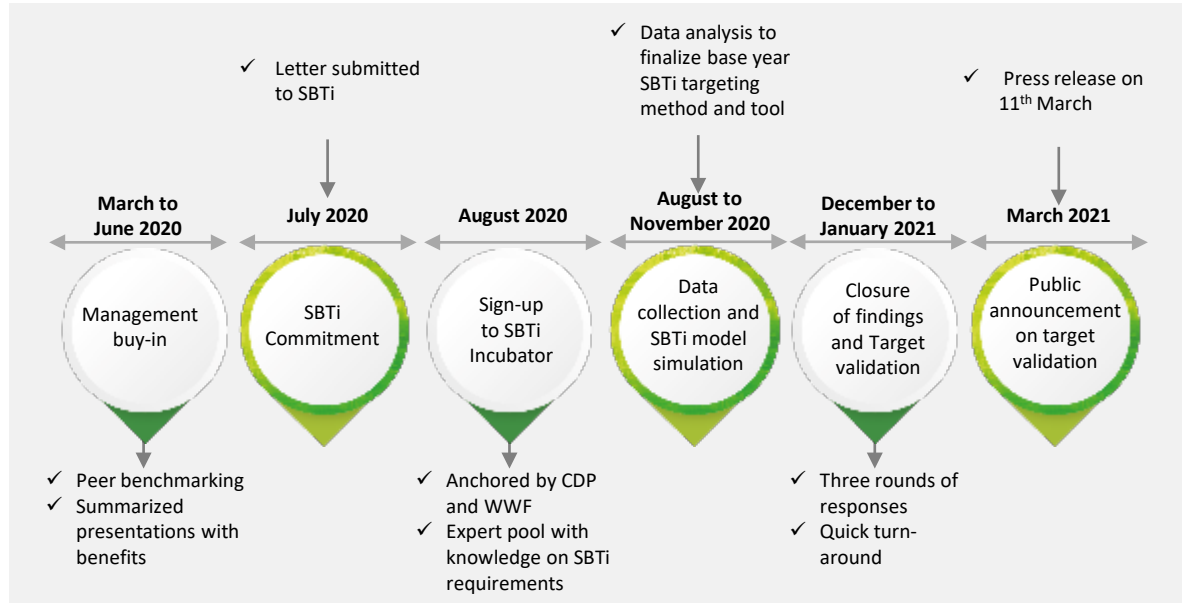 ✓ Letter submitted
to SBTi
✓ Data analysis to
finalize base year
SBTi targeting
method and tool
✓ Press release on
11th March
March to
June 2020
July 2020
August 2020
August to
November 2020
December to
January 2021
March 2021
Management
buy-in
SBTi
Commitment
Sign-up
to SBTi
Incubator
Data
collection and
SBTi model
simulation
Closure
of findings
and Target
validation
Public
announcement
on target
validation
✓ Peer benchmarking
✓ Summarized
presentations with
benefits
✓ Anchored by CDP
and WWF
✓ Expert pool with
knowledge on SBTi
requirements
✓ Three rounds of
responses
✓ Quick turn-
around